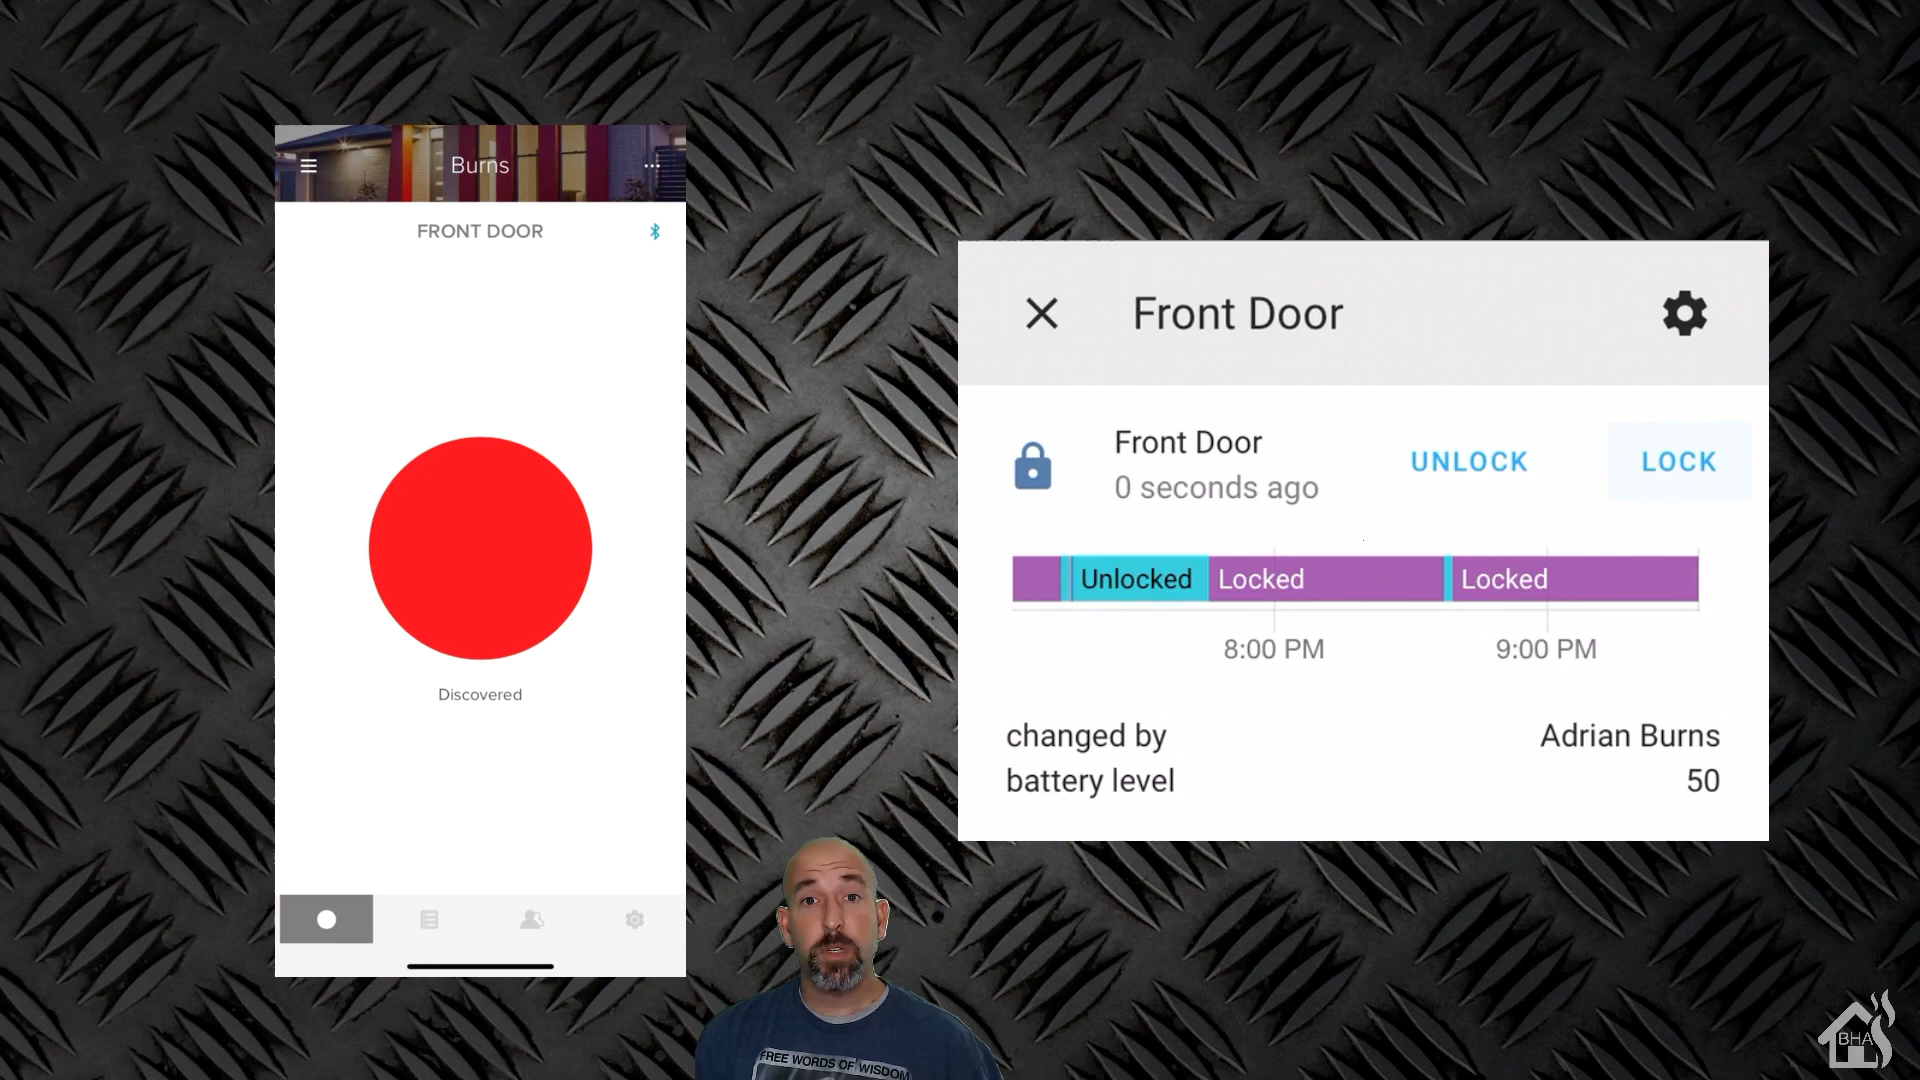 Burns
FRONT DOOR
Discovered
Front Door
Front Door
0 seconds ago
UNLOCK
LOCK
Unlocked
Locked
Locked
8:00 PM
9:00 PM
changed by
Adrian Burns
battery level
50
FREE WORDS OF WISDOM
BHA